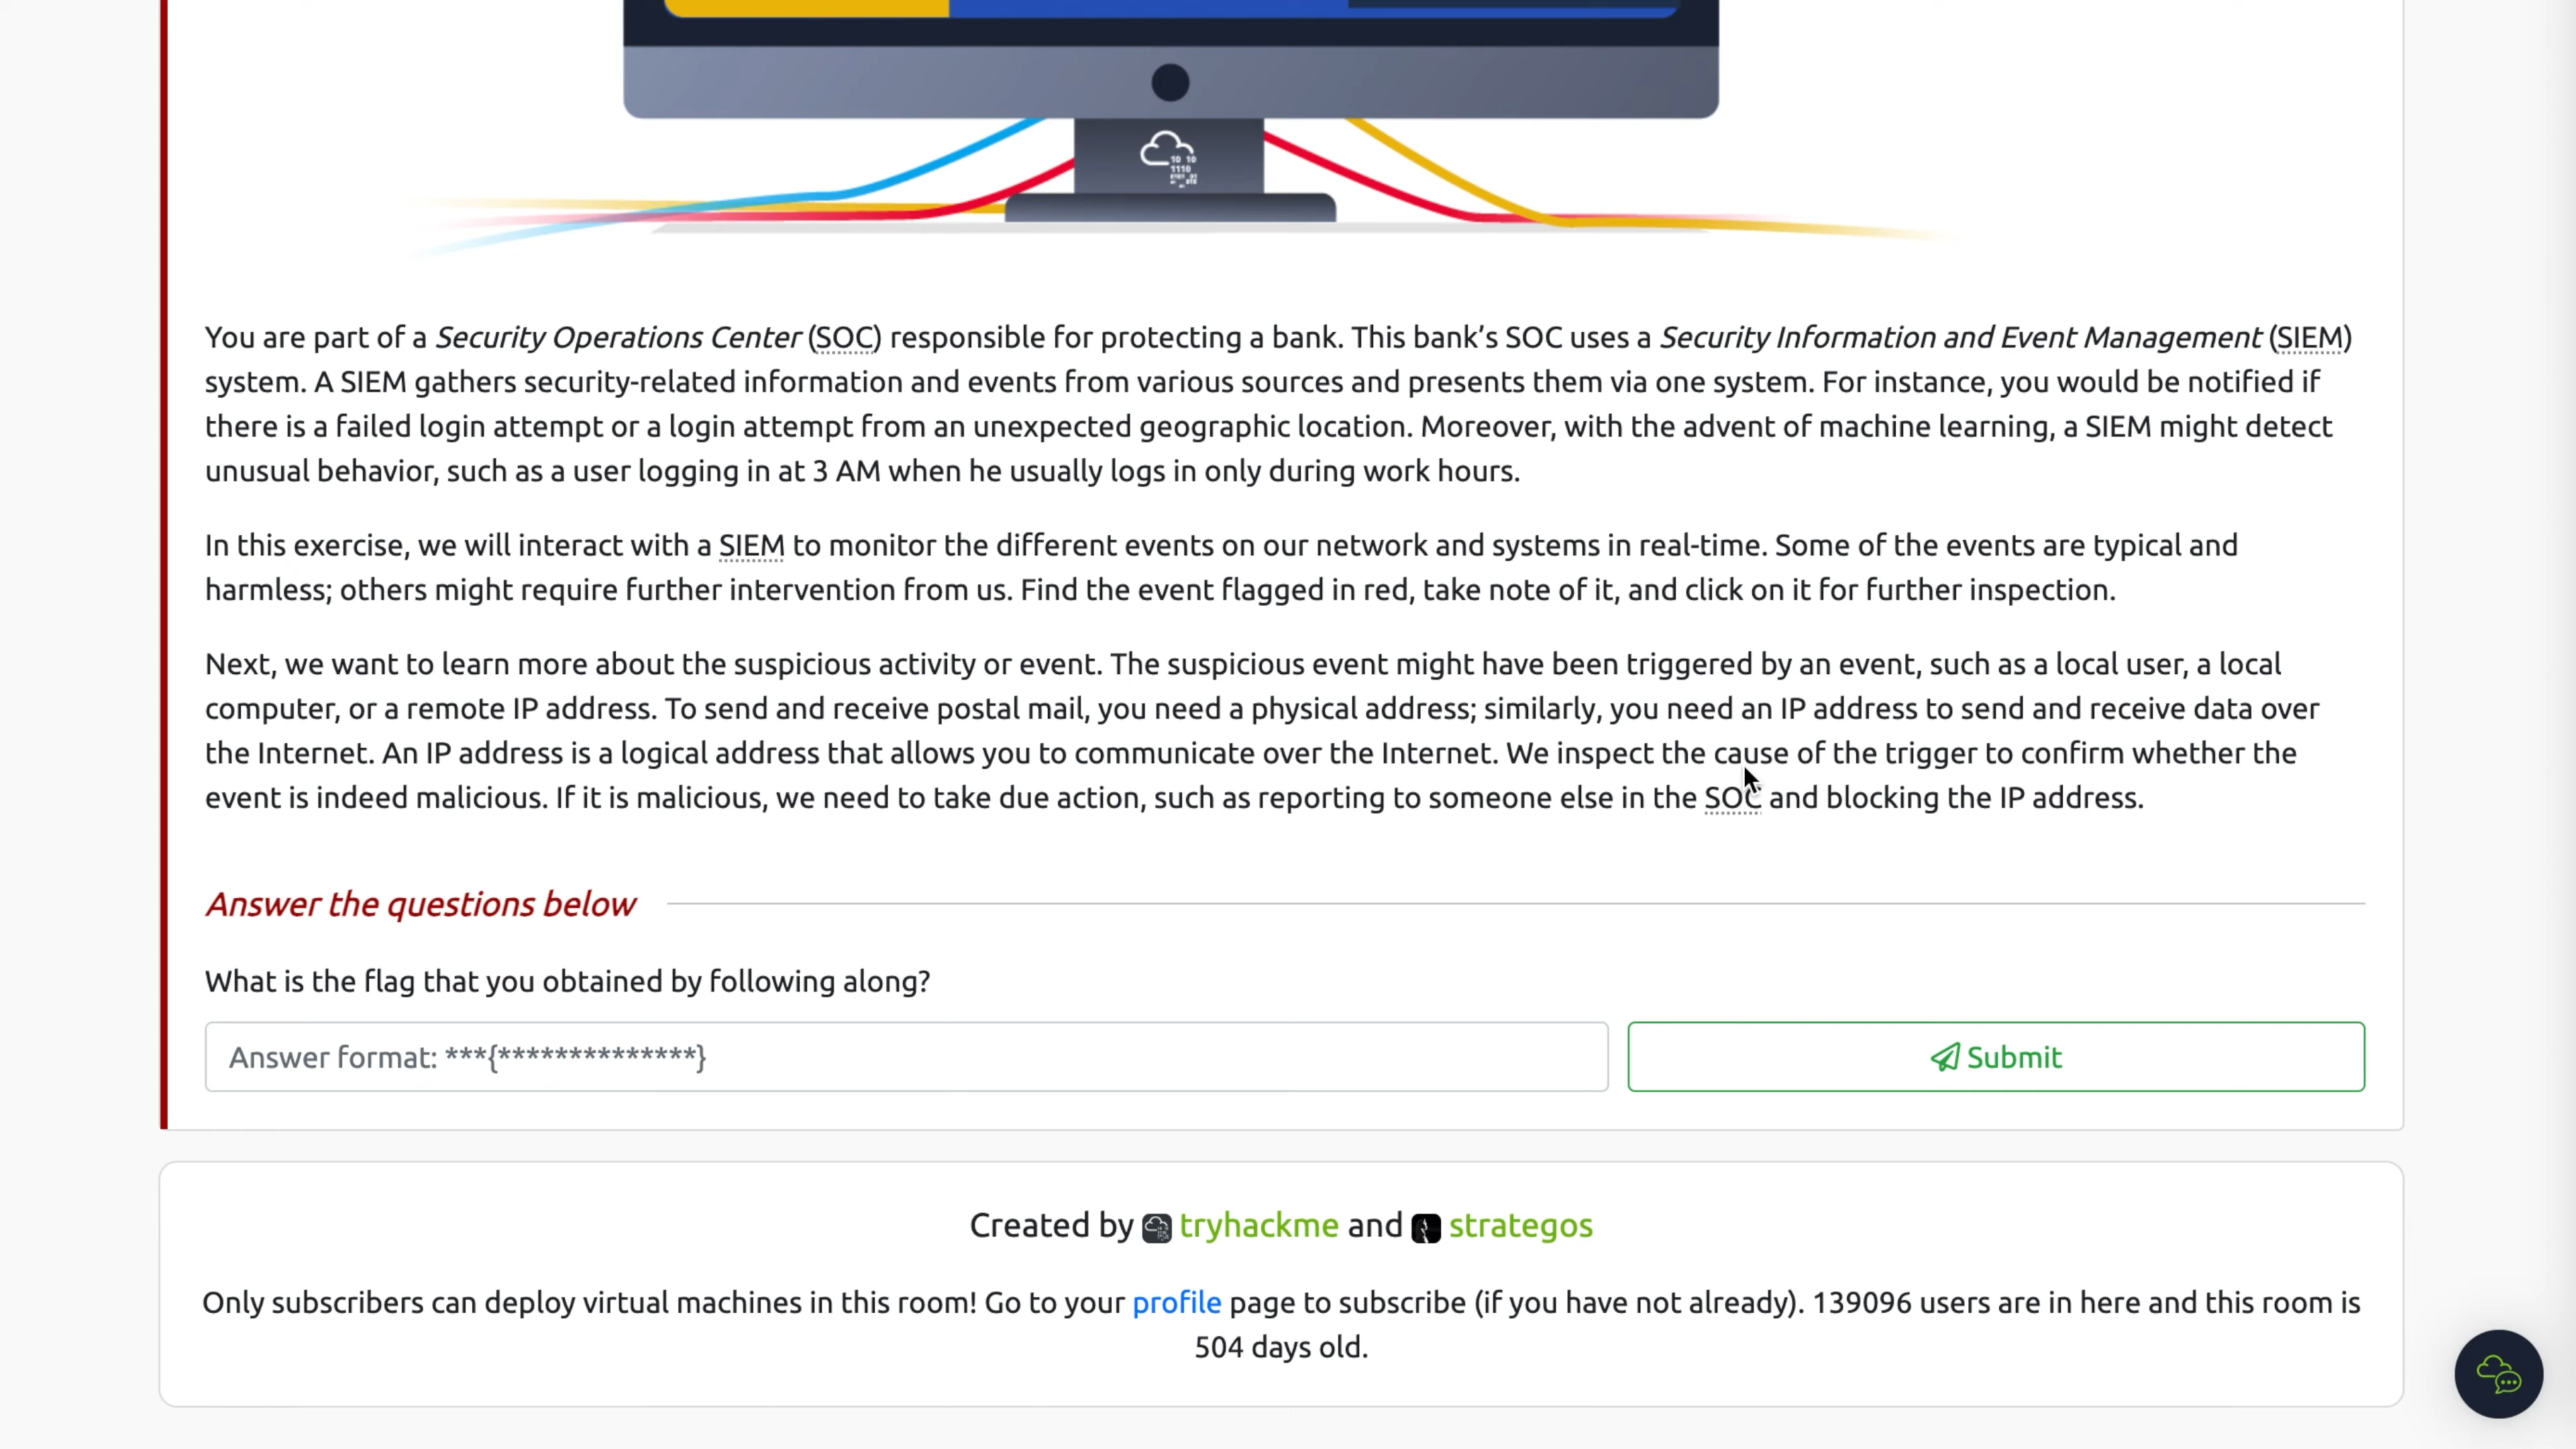 10 10
1110
You are part of a Security Operations Center (SOC) responsible for protecting a bank. This bank’s SOC uses a Security Information and Event Management (SIEM)
system. A SIEM gathers security-related information and events from various sources and presents them via one system. For instance, you would be notified if
there is a failed login attempt or a login attempt from an unexpected geographic location. Moreover, with the advent of machine learning, a SIEM might detect
unusual behavior, such as a user logging in at 3 AM when he usually logs in only during work hours.
In this exercise, we will interact with a SIEM to monitor the different events on our network and systems in real-time. Some of the events are typical and
harmless; others might require further intervention from us. Find the event flagged in red, take note of it, and click on it for further inspection.
Next, we want to learn more about the suspicious activity or event. The suspicious event might have been triggered by an event, such as a local user, a local
computer, or a remote IP address. To send and receive postal mail, you need a physical address; similarly, you need an IP address to send and receive data over
the Internet. An IP address is a logical address that allows you to communicate over the Internet. We inspect the cause of the trigger to confirm whether the
event is indeed malicious. If it is malicious, we need to take due action, such as reporting to someone else in the SOC and blocking the IP address.
Answer the questions below
What is the flag that you obtained by following along?
Answer format: ***{**************}
Submit
Created by tryhackme and strategos
Only subscribers can deploy virtual machines in this room! Go to your profile page to subscribe (if you have not already). 139096 users are in here and this room is
504 days old.